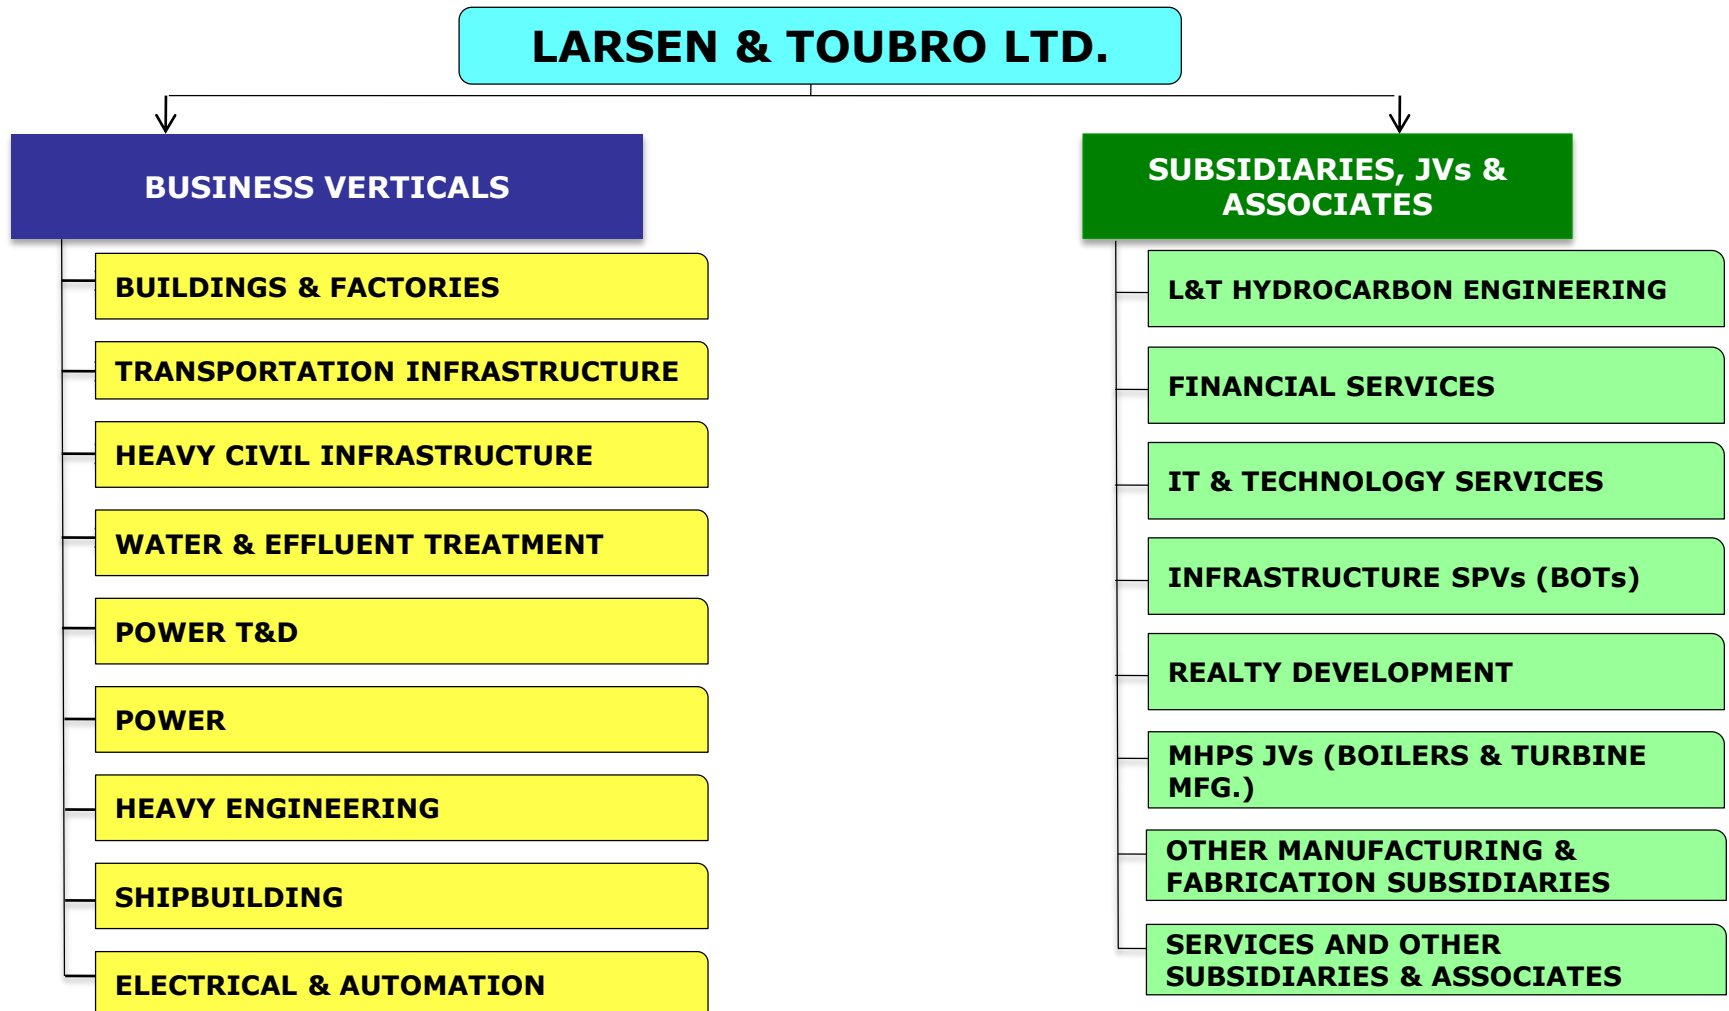 LARSEN & TOUBRO LTD.
BUSINESS VERTICALS
BUILDINGS & FACTORIES
TRANSPORTATION INFRASTRUCTURE
HEAVY CIVIL INFRASTRUCTURE
WATER & EFFLUENT TREATMENT
POWER T&D
POWER
HEAVY ENGINEERING
SHIPBUILDING
ELECTRICAL & AUTOMATION
SUBSIDIARIES, JVs &
ASSOCIATES
L&T HYDROCARBON ENGINEERING
FINANCIAL SERVICES
IT & TECHNOLOGY SERVICES
INFRASTRUCTURE SPVs (BOTs)
REALTY DEVELOPMENT
MHPS JVs (BOILERS & TURBINE
MFG.)
OTHER MANUFACTURING &
FABRICATION SUBSIDIARIES
SERVICES AND OTHER
SUBSIDIARIES & ASSOCIATES